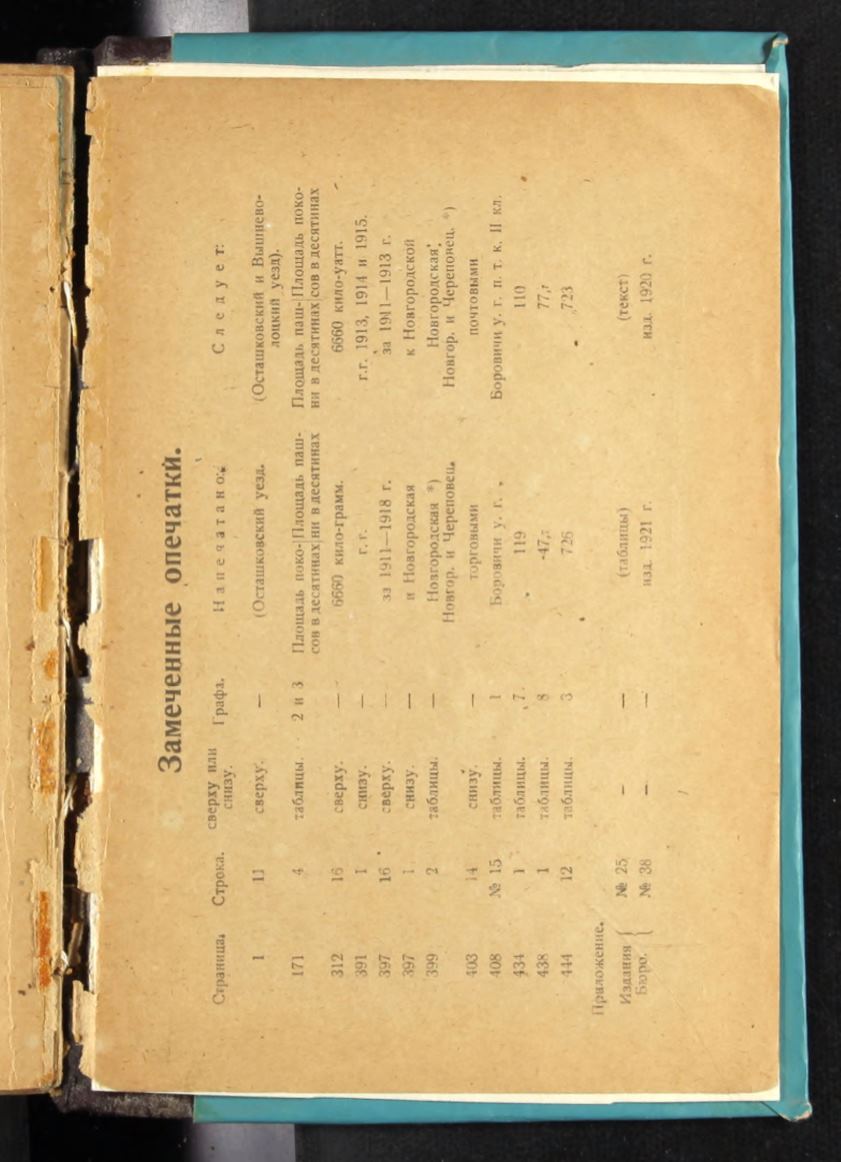 Замеченные опечатки.
Страница. Строка. сверху или снизу. Графа. Напечатано: Следует:
1 11 сверху. — (Осташковский уезд. (Осташковский и Вышнево-
лоцкий уезд).
171 4 таблицы. 2 и 3 Площадь поко- Площадь паш- Площадь паш- Площадь поко-
сов в десятинах ни в десятинах ни в десятинах сов в десятинах
312 16 сверху. — 6660 кило-грамм. 6660 кило-уатт.
391 1 снизу. — г.г. г.г. 1913, 1914 и 1915.
397 16 сверху. — за 1911—1918 г. за 1911—1913 г.
397 1 снизу. — и Новгородская к Новгородской
399 2 таблицы. — Новгородская *) Новгородская
Новгор. и Череповец. Новгор. и Череповец. *)
403 14 снизу. — торговыми почтовыми
408 № 15 таблицы. 1 Боровичи у. г. Боровичи у. г. п. т. к. II кл.
434 1 таблицы. 7. 119 110
438 1 таблицы. 8 47,7 77,7
444 12 таблицы. 3 726 723
Приложение.
Издания { № 25 — — (таблицы) (текст)
Бюро. { № 38 — — изд. 1921 г. изд. 1920 г.